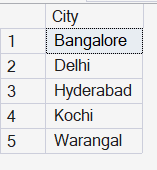 City
1 Bangalore
2 Delhi
3 Hyderabad
4 Kochi
5 Warangal